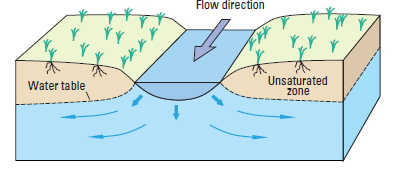 Flow direction
Water table
Unsaturated
zone